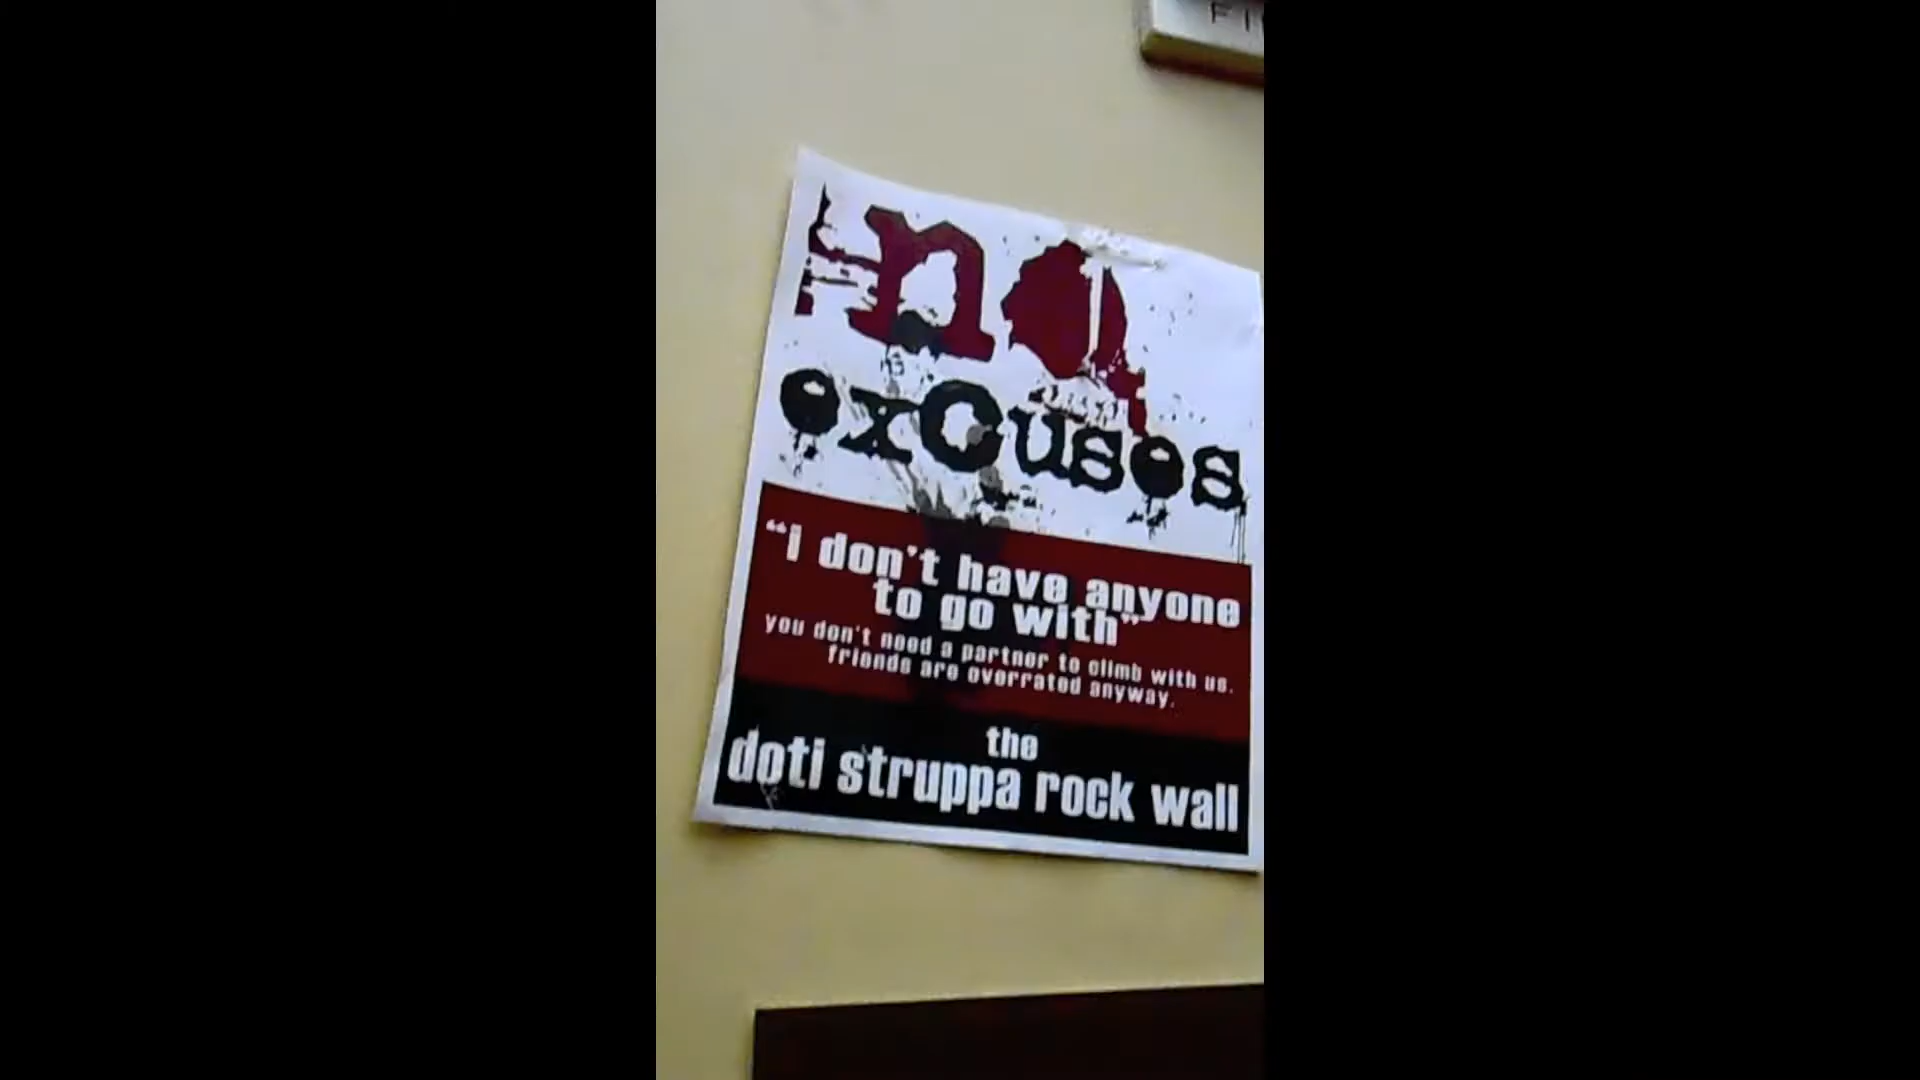 FI
no
exCuses
“i don't have anyone
to go with”
you don't need a partner to climb with us.
friends are overrated anyway.
the
doti struppa rock wall